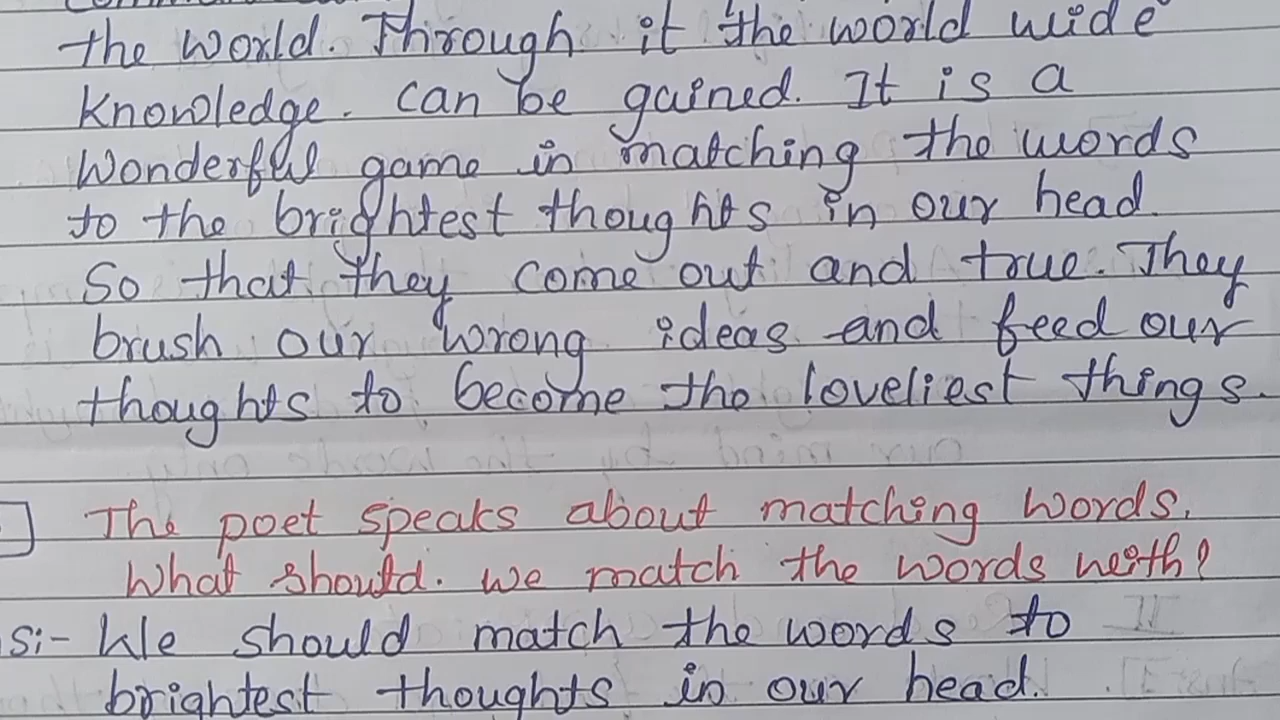 the world. Through it the world wide
Knowledge. can be gained. It is a
Wonderful game in matching the words
to the brightest thoughts in our head.
So that they come out and true. They
brush our wrong ideas and feed our
thoughts to become the loveliest things.
The poet speaks about matching words.
What should. we match the words with?
s:- We should match the words to
brightest thoughts in our head.